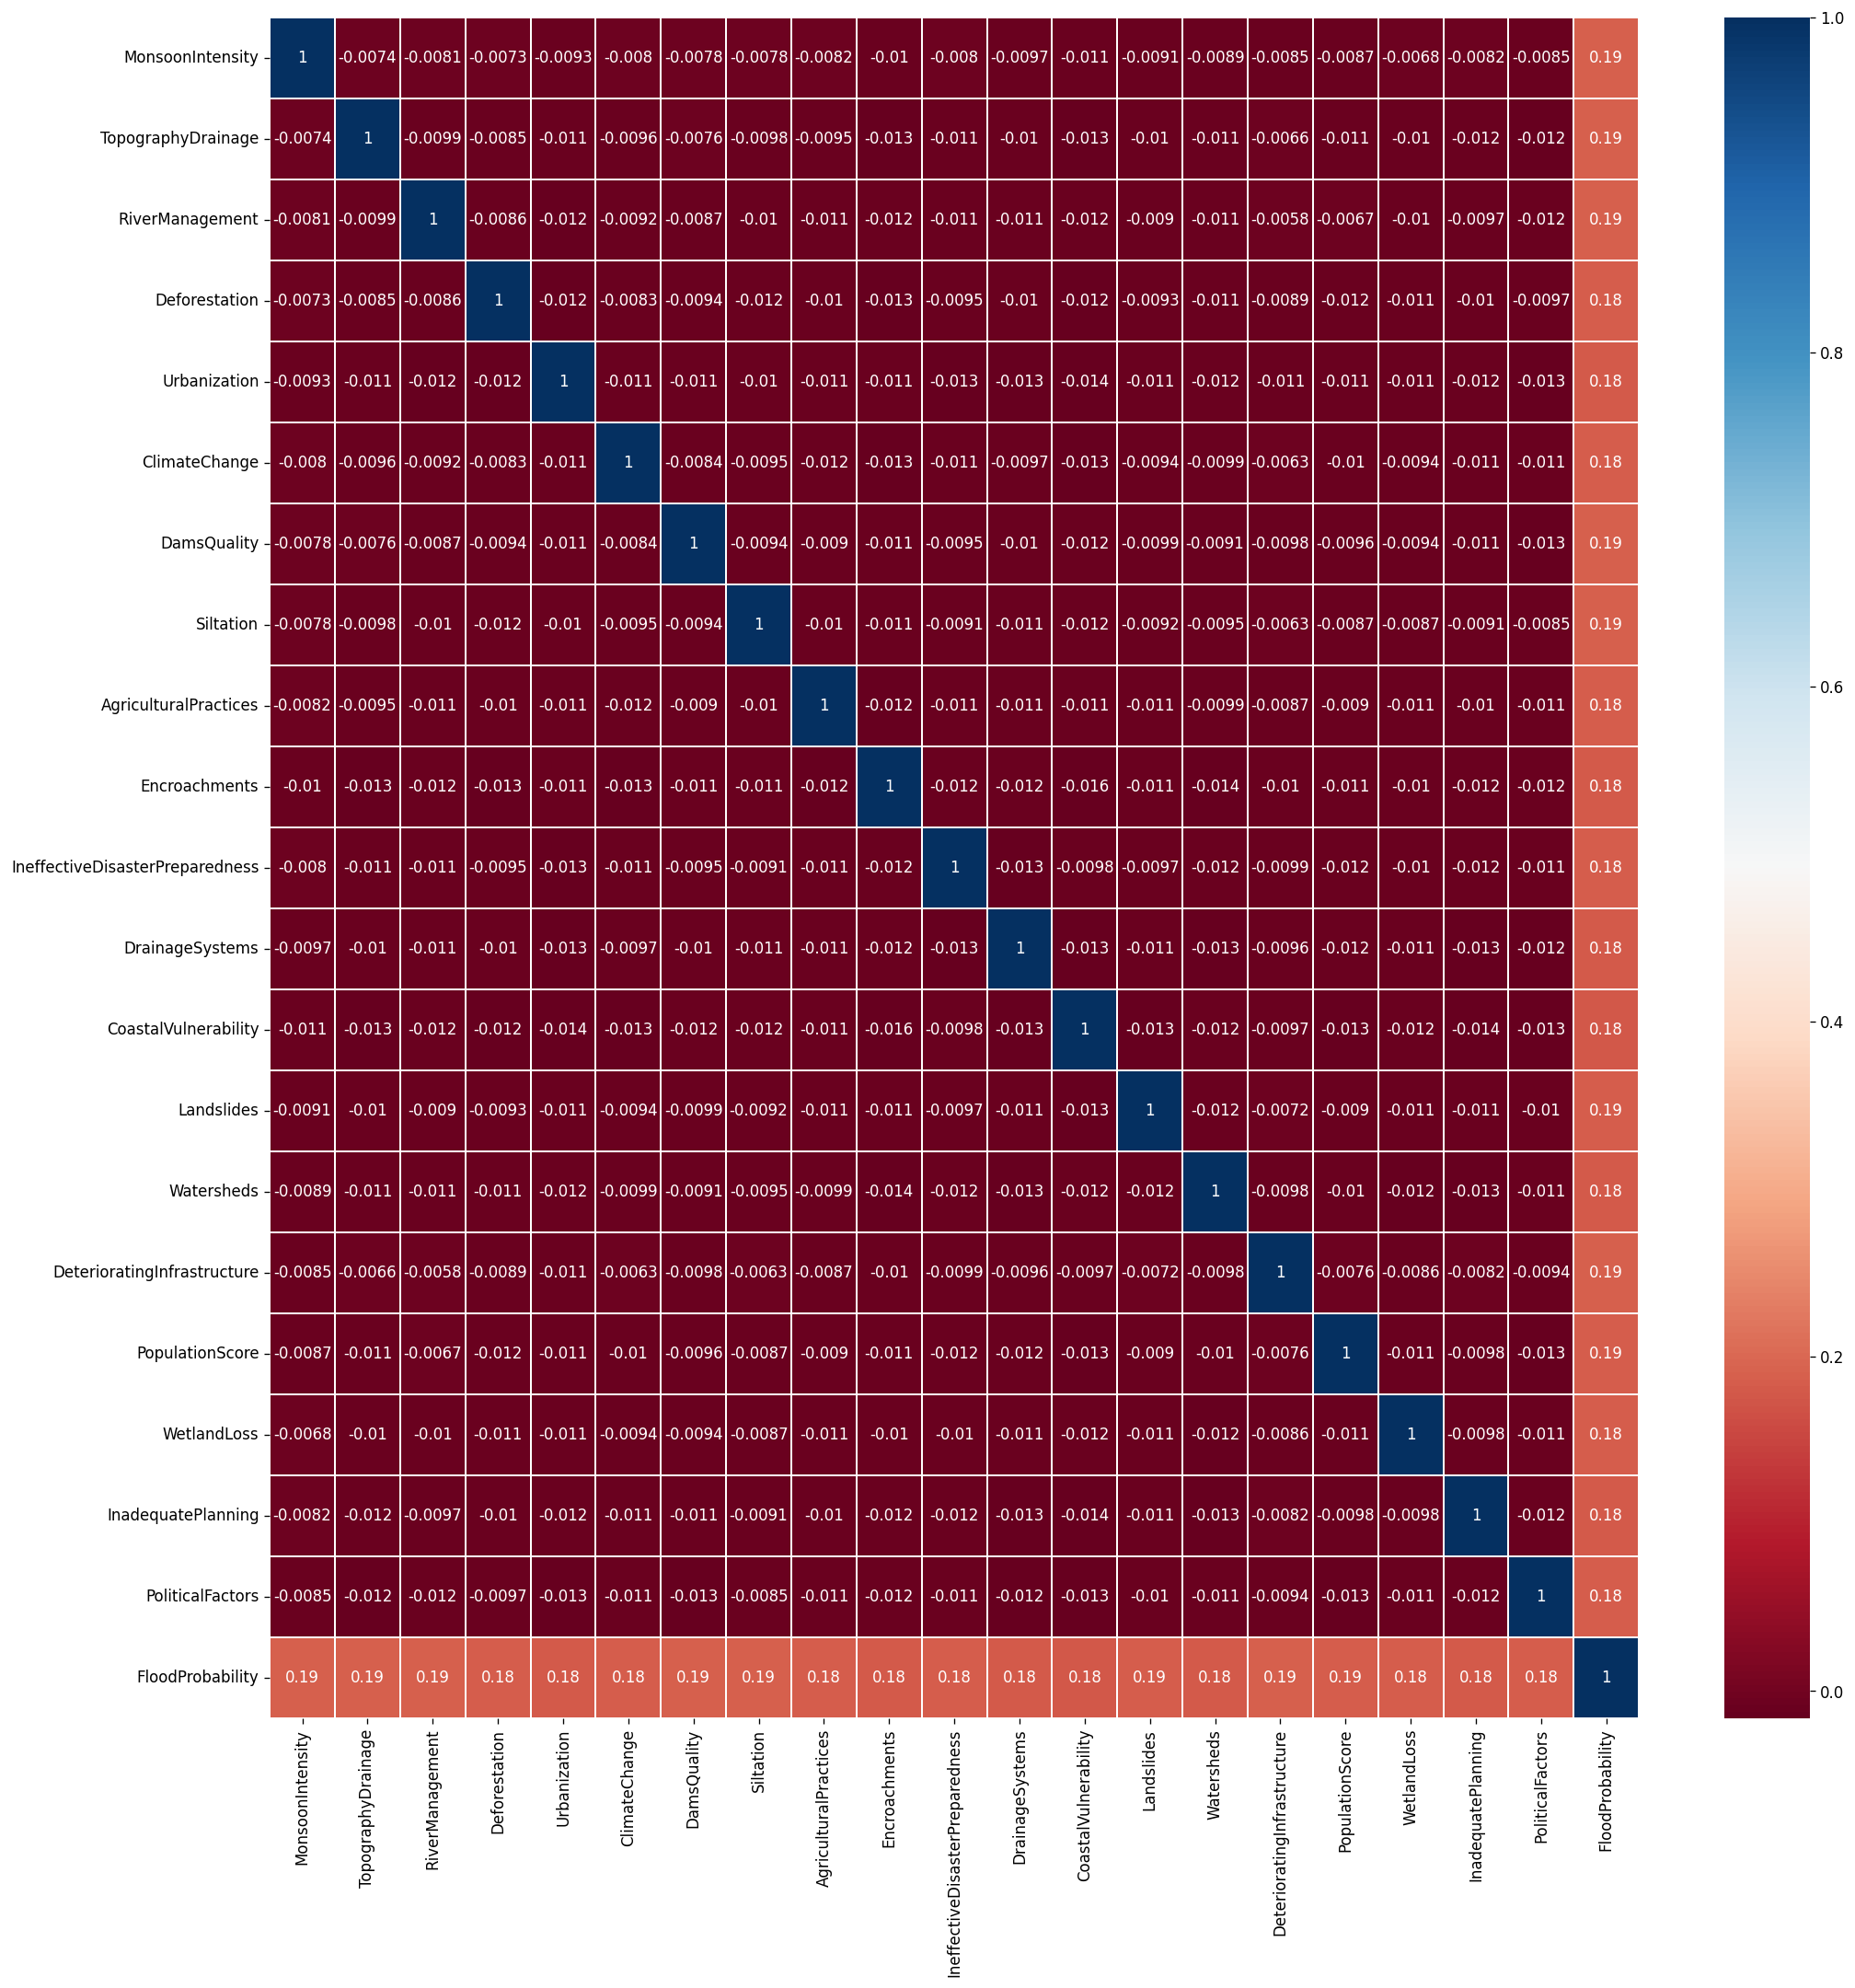 MonsoonIntensity 1 -0.0074 -0.0081 -0.0073 -0.0093 -0.008 -0.0078 -0.0078 -0.0082 -0.01 -0.008 -0.0097 -0.011 -0.0091 -0.0089 -0.0085 -0.0087 -0.0068 -0.0082 -0.0085 0.19
TopographyDrainage -0.0074 1 -0.0099 -0.0085 -0.011 -0.0096 -0.0076 -0.0098 -0.0095 -0.013 -0.011 -0.01 -0.013 -0.01 -0.011 -0.0066 -0.011 -0.01 -0.012 -0.012 0.19
RiverManagement -0.0081 -0.0099 1 -0.0086 -0.012 -0.0092 -0.0087 -0.01 -0.011 -0.012 -0.011 -0.011 -0.012 -0.009 -0.011 -0.0058 -0.0067 -0.01 -0.0097 -0.012 0.19
Deforestation -0.0073 -0.0085 -0.0086 1 -0.012 -0.0083 -0.0094 -0.012 -0.01 -0.013 -0.0095 -0.01 -0.012 -0.0093 -0.011 -0.0089 -0.012 -0.011 -0.01 -0.0097 0.18
Urbanization -0.0093 -0.011 -0.012 -0.012 1 -0.011 -0.011 -0.01 -0.011 -0.011 -0.013 -0.013 -0.014 -0.011 -0.012 -0.011 -0.011 -0.011 -0.012 -0.013 0.18
ClimateChange -0.008 -0.0096 -0.0092 -0.0083 -0.011 1 -0.0084 -0.0095 -0.012 -0.013 -0.011 -0.0097 -0.013 -0.0094 -0.0099 -0.0063 -0.01 -0.0094 -0.011 -0.011 0.18
DamsQuality -0.0078 -0.0076 -0.0087 -0.0094 -0.011 -0.0084 1 -0.0094 -0.009 -0.011 -0.0095 -0.01 -0.012 -0.0099 -0.0091 -0.0098 -0.0096 -0.0094 -0.011 -0.013 0.19
Siltation -0.0078 -0.0098 -0.01 -0.012 -0.01 -0.0095 -0.0094 1 -0.01 -0.011 -0.0091 -0.011 -0.012 -0.0092 -0.0095 -0.0063 -0.0087 -0.0087 -0.0091 -0.0085 0.19
AgriculturalPractices -0.0082 -0.0095 -0.011 -0.01 -0.011 -0.012 -0.009 -0.01 1 -0.012 -0.011 -0.011 -0.011 -0.011 -0.0099 -0.0087 -0.009 -0.011 -0.01 -0.011 0.18
Encroachments -0.01 -0.013 -0.012 -0.013 -0.011 -0.013 -0.011 -0.011 -0.012 1 -0.012 -0.012 -0.016 -0.011 -0.014 -0.01 -0.011 -0.01 -0.012 -0.012 0.18
IneffectiveDisasterPreparedness -0.008 -0.011 -0.011 -0.0095 -0.013 -0.011 -0.0095 -0.0091 -0.011 -0.012 1 -0.013 -0.0098 -0.0097 -0.012 -0.0099 -0.012 -0.01 -0.012 -0.011 0.18
DrainageSystems -0.0097 -0.01 -0.011 -0.01 -0.013 -0.0097 -0.01 -0.011 -0.011 -0.012 -0.013 1 -0.013 -0.011 -0.013 -0.0096 -0.012 -0.011 -0.013 -0.012 0.18
CoastalVulnerability -0.011 -0.013 -0.012 -0.012 -0.014 -0.013 -0.012 -0.012 -0.011 -0.016 -0.0098 -0.013 1 -0.013 -0.012 -0.0097 -0.013 -0.012 -0.014 -0.013 0.18
Landslides -0.0091 -0.01 -0.009 -0.0093 -0.011 -0.0094 -0.0099 -0.0092 -0.011 -0.011 -0.0097 -0.011 -0.013 1 -0.012 -0.0072 -0.009 -0.011 -0.011 -0.01 0.19
Watersheds -0.0089 -0.011 -0.011 -0.011 -0.012 -0.0099 -0.0091 -0.0095 -0.0099 -0.014 -0.012 -0.013 -0.012 -0.012 1 -0.0098 -0.01 -0.012 -0.013 -0.011 0.18
DeterioratingInfrastructure -0.0085 -0.0066 -0.0058 -0.0089 -0.011 -0.0063 -0.0098 -0.0063 -0.0087 -0.01 -0.0099 -0.0096 -0.0097 -0.0072 -0.0098 1 -0.0076 -0.0086 -0.0082 -0.0094 0.19
PopulationScore -0.0087 -0.011 -0.0067 -0.012 -0.011 -0.01 -0.0096 -0.0087 -0.009 -0.011 -0.012 -0.012 -0.013 -0.009 -0.01 -0.0076 1 -0.011 -0.0098 -0.013 0.19
WetlandLoss -0.0068 -0.01 -0.01 -0.011 -0.011 -0.0094 -0.0094 -0.0087 -0.011 -0.01 -0.01 -0.011 -0.012 -0.011 -0.012 -0.0086 -0.011 1 -0.0098 -0.011 0.18
InadequatePlanning -0.0082 -0.012 -0.0097 -0.01 -0.012 -0.011 -0.011 -0.0091 -0.01 -0.012 -0.012 -0.013 -0.014 -0.011 -0.013 -0.0082 -0.0098 -0.0098 1 -0.012 0.18
PoliticalFactors -0.0085 -0.012 -0.012 -0.0097 -0.013 -0.011 -0.013 -0.0085 -0.011 -0.012 -0.011 -0.012 -0.013 -0.01 -0.011 -0.0094 -0.013 -0.011 -0.012 1 0.18
FloodProbability 0.19 0.19 0.19 0.18 0.18 0.18 0.19 0.19 0.18 0.18 0.18 0.18 0.18 0.19 0.18 0.19 0.19 0.18 0.18 0.18 1
MonsoonIntensity
TopographyDrainage
RiverManagement
Deforestation
Urbanization
ClimateChange
DamsQuality
Siltation
AgriculturalPractices
Encroachments
IneffectiveDisasterPreparedness
DrainageSystems
CoastalVulnerability
Landslides
Watersheds
DeterioratingInfrastructure
PopulationScore
WetlandLoss
InadequatePlanning
PoliticalFactors
FloodProbability
1.0
0.8
0.6
0.4
0.2
0.0